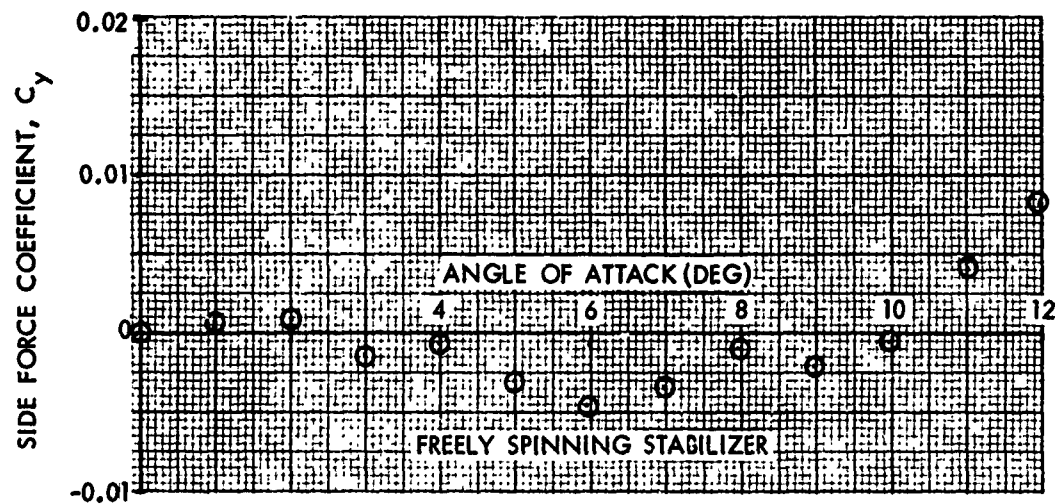 0.02
0.01
0
-0.01
SIDE FORCE COEFFICIENT, Cy
ANGLE OF ATTACK (DEG)
4 6 8 10 12
FREELY SPINNING STABILIZER